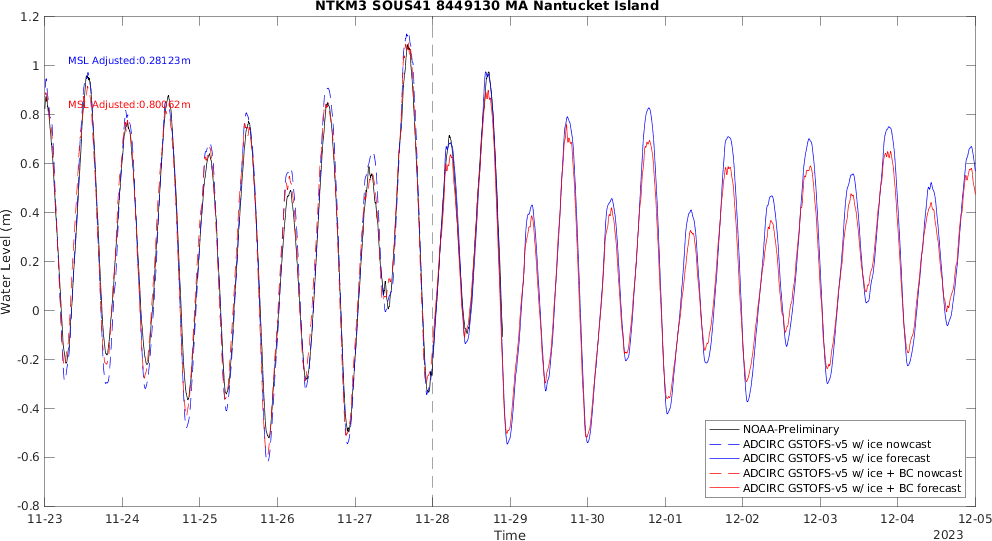 NTKM3 SOUS41 8449130 MA Nantucket Island
1.2
1
0.8
0.6
0.4
0.2
0
-0.2
-0.4
-0.6
-0.8
Water Level (m)
MSL Adjusted:0.28123m
MSL Adjusted:0.80062m
NOAA-Preliminary
ADCIRC GSTOFS-v5 w/ ice nowcast
ADCIRC GSTOFS-v5 w/ ice forecast
ADCIRC GSTOFS-v5 w/ ice + BC nowcast
ADCIRC GSTOFS-v5 w/ ice + BC forecast
11-23 11-24 11-25 11-26 11-27 11-28 11-29 11-30 12-01 12-02 12-03 12-04 12-05
Time
2023